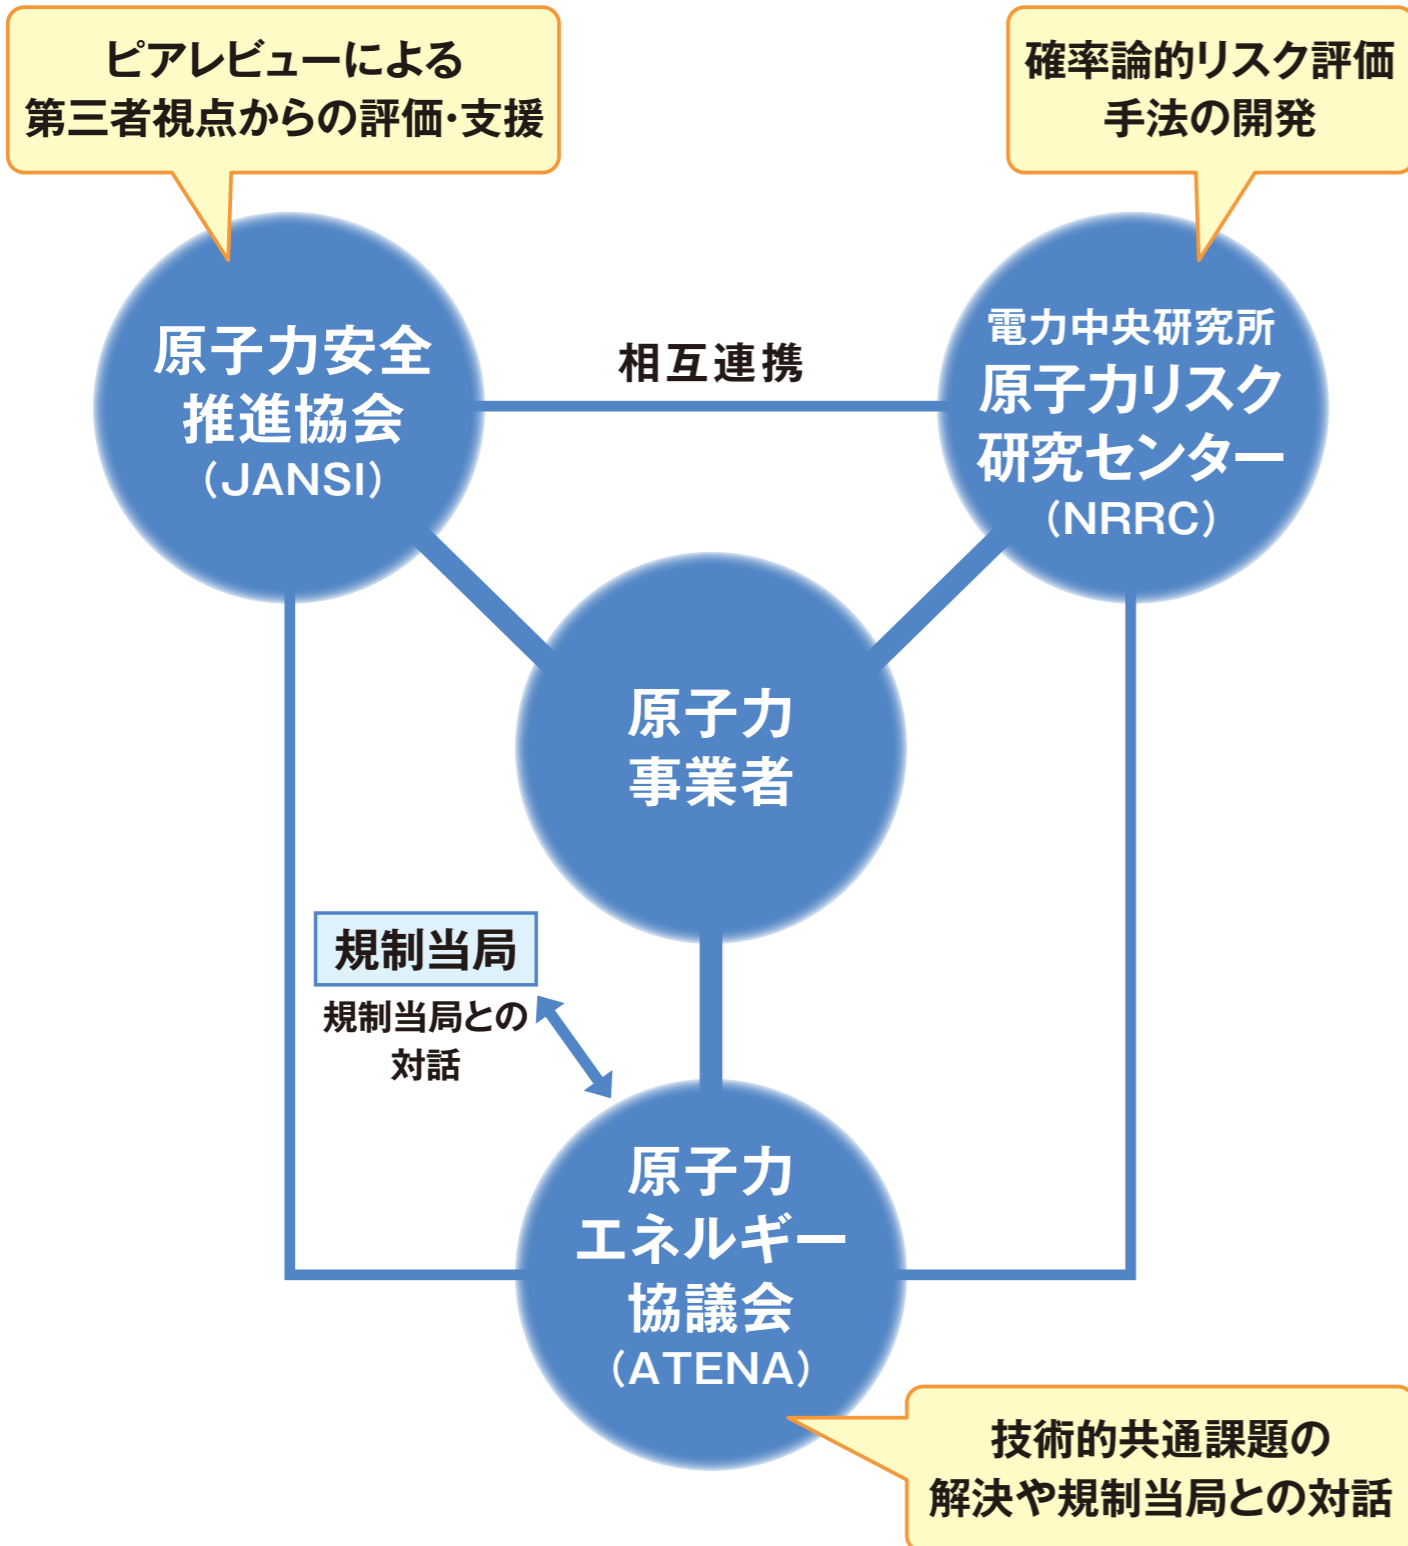 ピアレビューによる
第三者視点からの評価・支援
確率論的リスク評価
手法の開発
原子力安全
推進協会
（JANSI）
相互連携
電力中央研究所
原子力リスク
研究センター
（NRRC）
原子力
事業者
規制当局
規制当局との
対話
原子力
エネルギー
協議会
（ATENA）
技術的共通課題の
解決や規制当局との対話